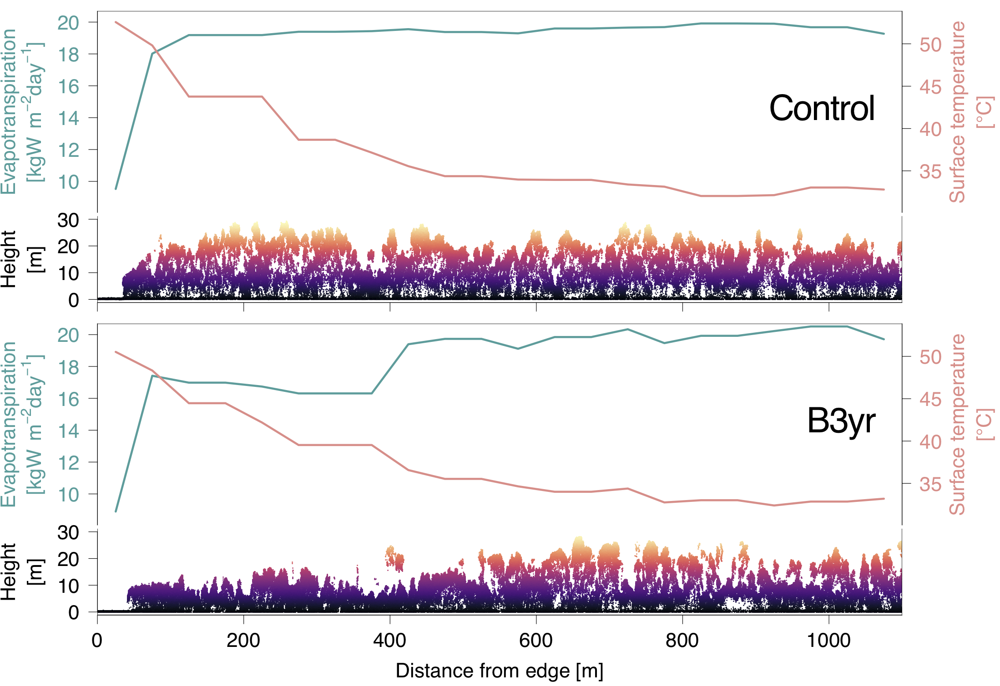 Evapotranspiration
[kgW m⁻²day⁻¹]
20
18
16
14
12
10
Control
50
45
40
35
Surface temperature
[°C]
Height
[m]
30
20
10
0
Evapotranspiration
[kgW m⁻²day⁻¹]
20
18
16
14
12
10
B3yr
50
45
40
35
Surface temperature
[°C]
Height
[m]
30
20
10
0
0 200 400 600 800 1000
Distance from edge [m]